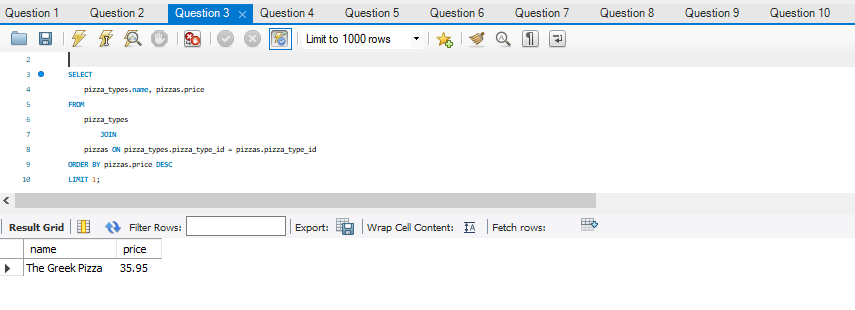 Question 1 Question 2 Question 3 Question 4 Question 5 Question 6 Question 7 Question 8 Question 9 Question 10
Limit to 1000 rows
2
3 SELECT
4 pizza_types.name, pizzas.price
5 FROM
6 pizza_types
7 JOIN
8 pizzas ON pizza_types.pizza_type_id = pizzas.pizza_type_id
9 ORDER BY pizzas.price DESC
10 LIMIT 1;
Result Grid Filter Rows: Export: Wrap Cell Content: Fetch rows:
name price
The Greek Pizza 35.95